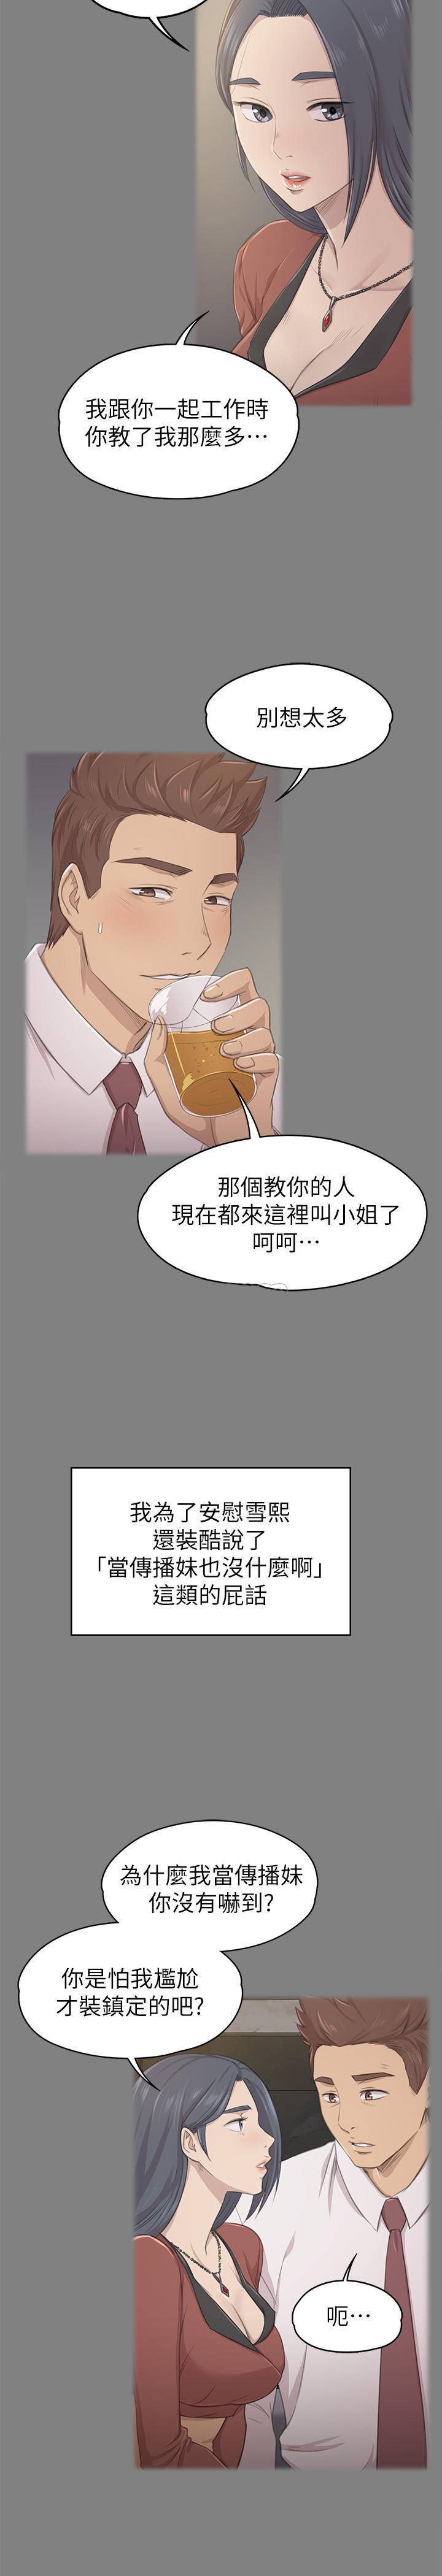 我跟你一起工作時
你教了我那麼多…
別想太多
那個教你的人
現在都來這裡叫小姐了
呵呵…
我為了安慰雪熙
還裝酷說了
「當傳播妹也沒什麼啊」
這類的屁話
為什麼我當傳播妹
你沒有嚇到?
你是怕我尷尬
才裝鎮定的吧?
呃…